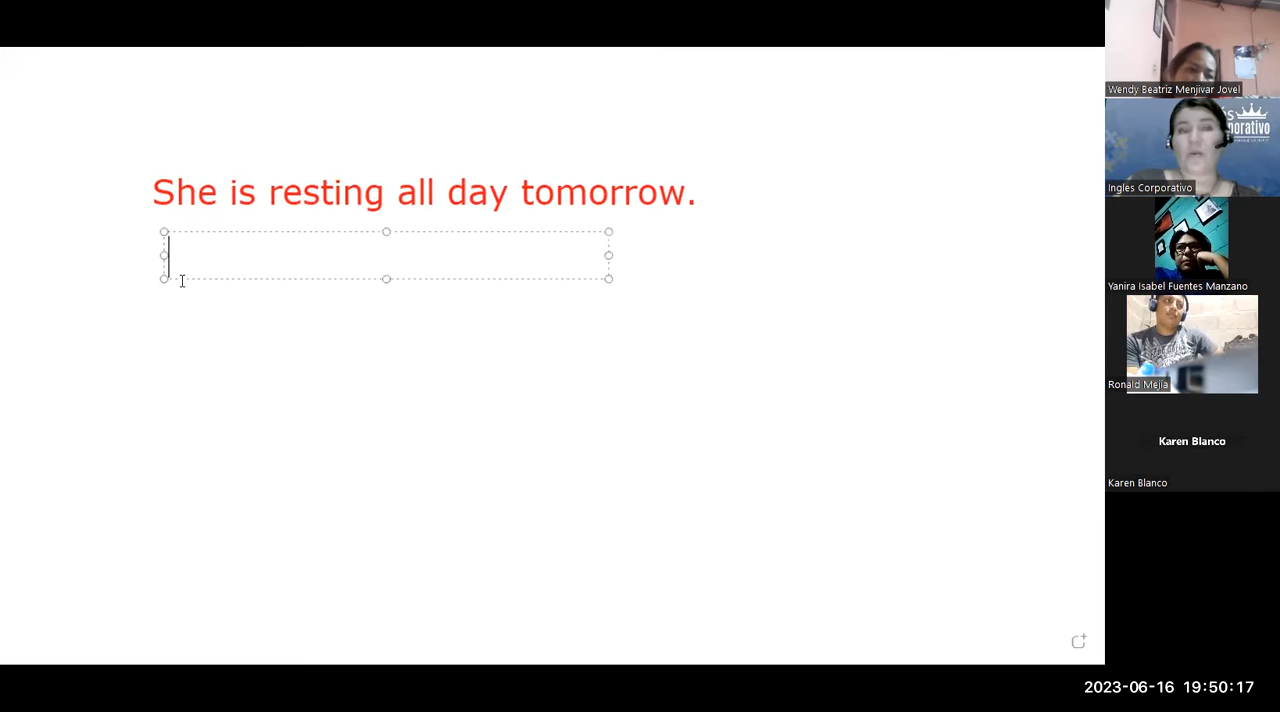 Wendy Beatriz Menjivar Jovel
She is resting all day tomorrow.
Ingles Corporativo
Yanira Isabel Fuentes Manzano
Ronald Mejia
Karen Blanco
Karen Blanco
2023-06-16 19:50:17